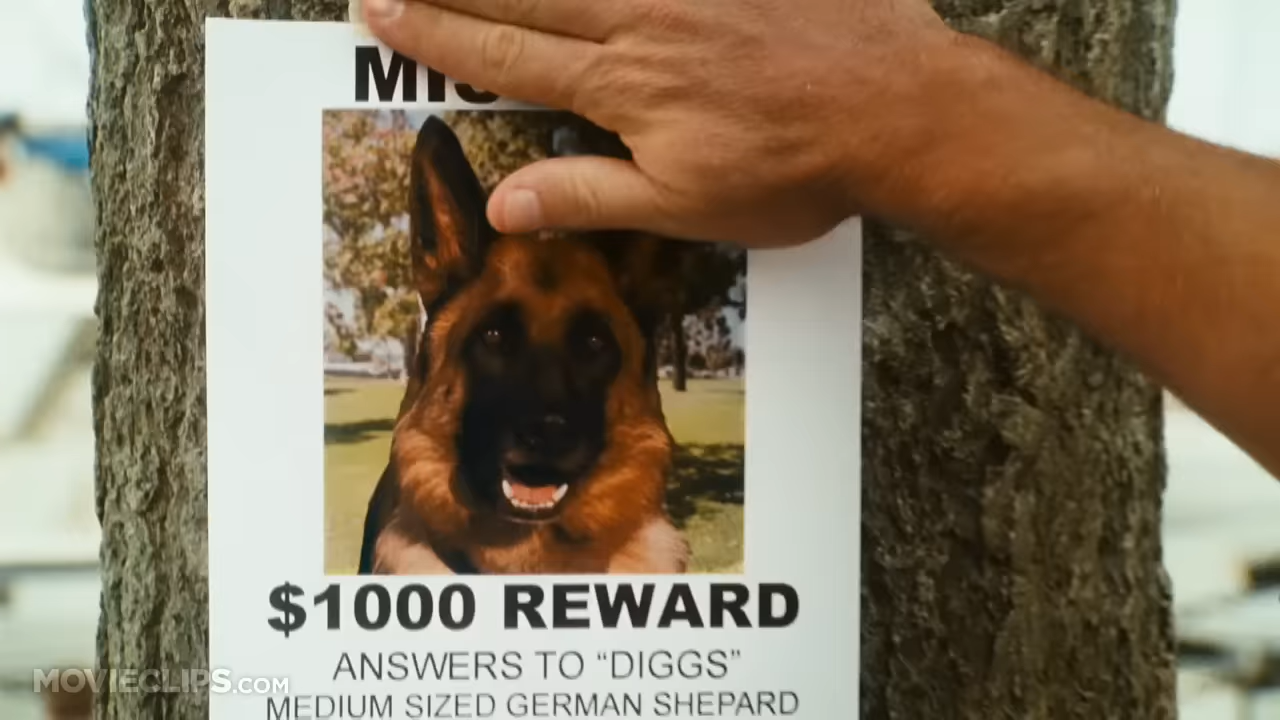 $1000 REWARD
ANSWERS TO “DIGGS”
MEDIUM SIZED GERMAN SHEPARD
MOVIECLIPS.COM